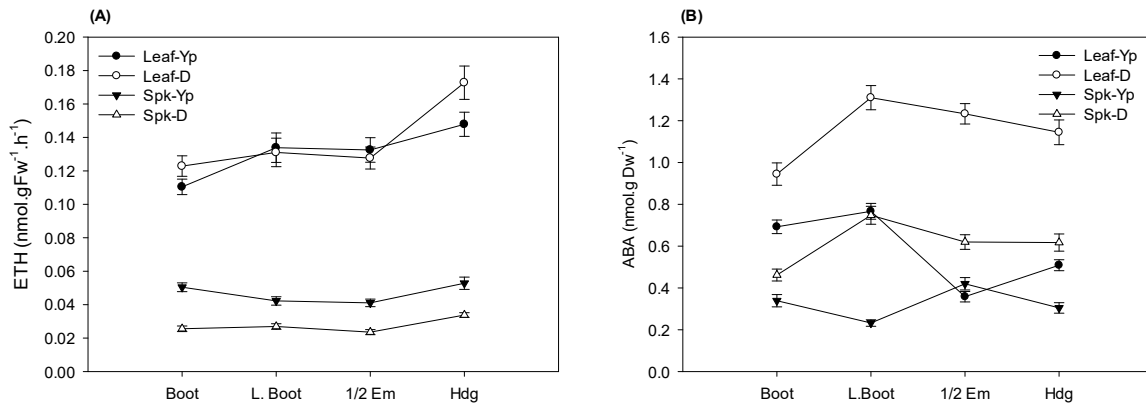 (A)
ETH (nmol.gFw⁻¹.h⁻¹)
0.20
0.18
0.16
0.14
0.12
0.10
0.08
0.06
0.04
0.02
0.00
Leaf-Yp
Leaf-D
Spk-Yp
Spk-D
Boot L. Boot 1/2 Em Hdg
(B)
ABA (nmol.g Dw⁻¹)
1.6
1.4
1.2
1.0
0.8
0.6
0.4
0.2
0.0
Leaf-Yp
Leaf-D
Spk-Yp
Spk-D
Boot L.Boot 1/2 Em Hdg